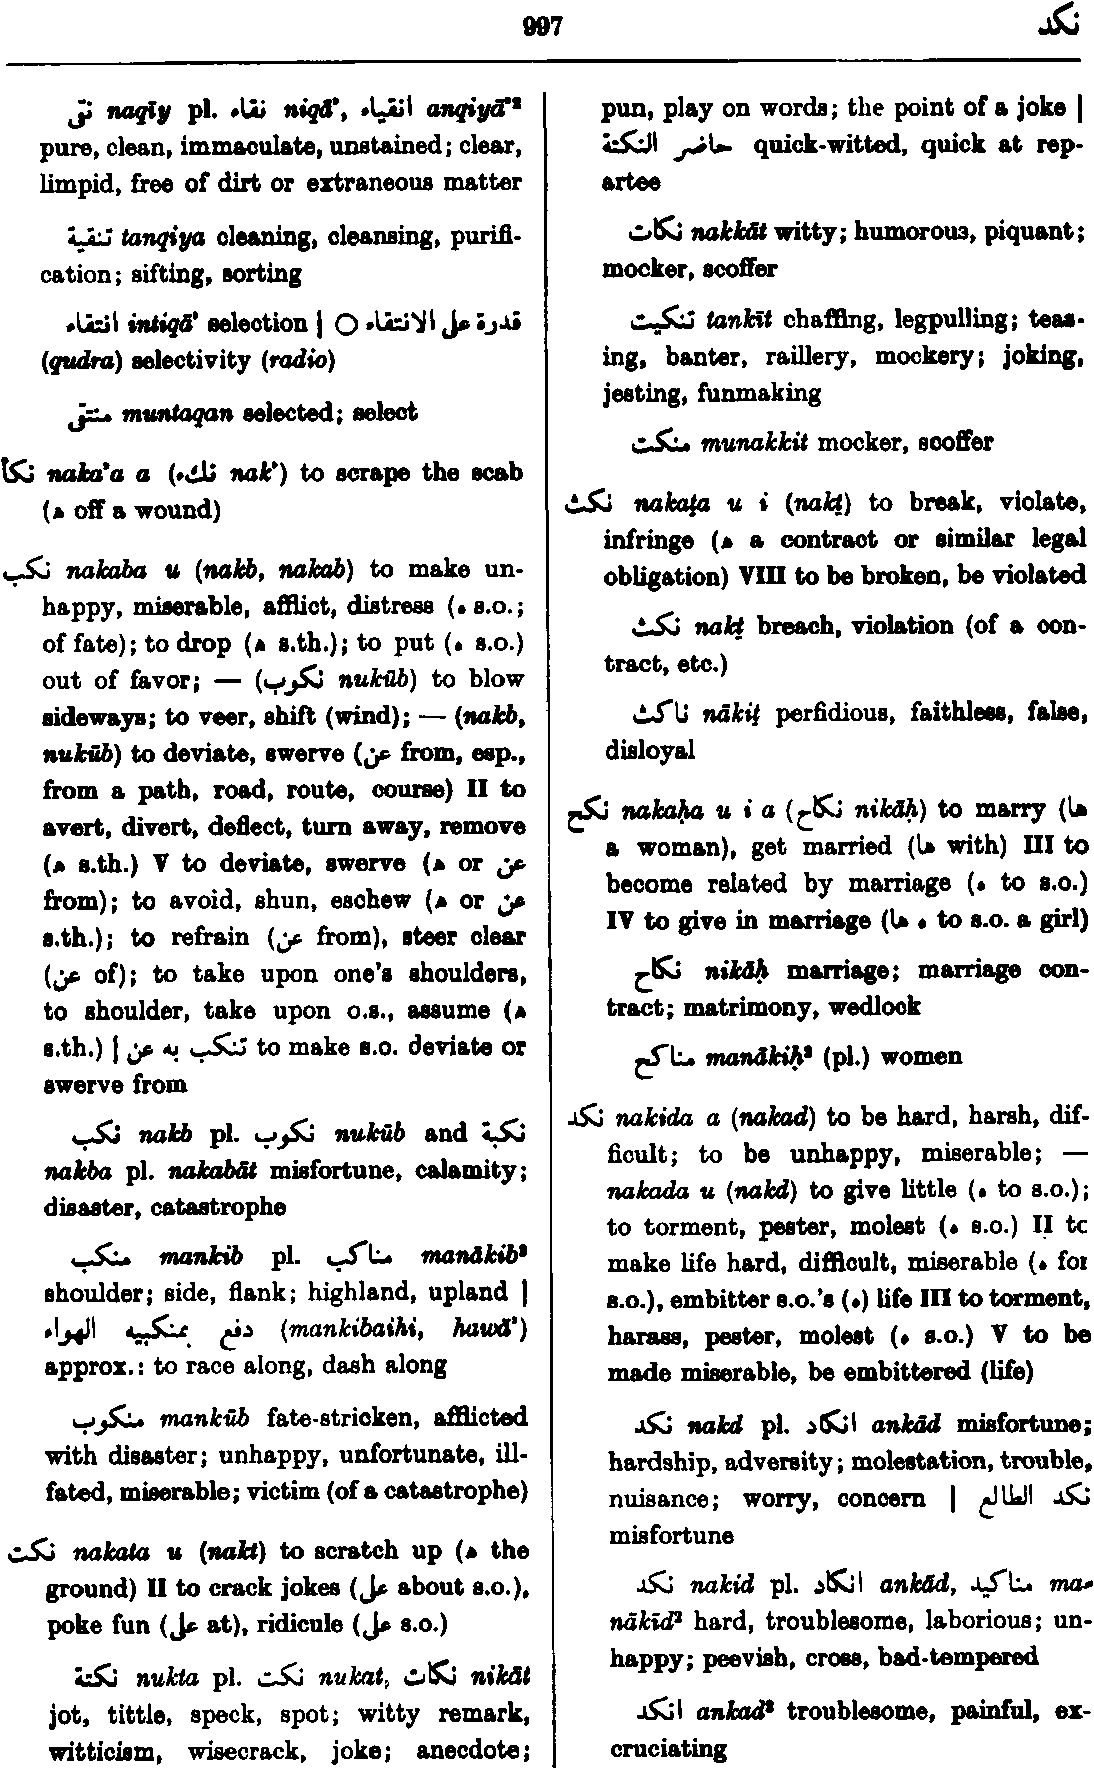 997
نكد
نقى naqīy pl. نقاء niqā’, انقياء anqiyā’²
pure, clean, immaculate, unstained; clear,
limpid, free of dirt or extraneous matter
تنقية tanqiya cleaning, cleansing, purifi-
cation; sifting, sorting
انتقاء intiqā’ selection | ○ قدرة على الانتقاء
(qudra) selectivity (radio)
منتقى muntaqan selected; select
نكأ naka’a a (نكء nak’) to scrape the scab
(ه off a wound)
نكب nakaba u (nakb, nakab) to make un-
happy, miserable, afflict, distress (ه s.o.;
of fate); to drop (ه s.th.); to put (ه s.o.)
out of favor; — (نكوب nukūb) to blow
sideways; to veer, shift (wind); — (nakb,
nukūb) to deviate, swerve (عن from, esp.,
from a path, road, route, course) II to
avert, divert, deflect, turn away, remove
(ه s.th.) V to deviate, swerve (ه or عن
from); to avoid, shun, eschew (ه or عن
s.th.); to refrain (عن from), steer clear
(عن of); to take upon one’s shoulders,
to shoulder, take upon o.s., assume (ه
s.th.) | تنكب به عن to make s.o. deviate or
swerve from
نكب nakb pl. نكوب nukūb and نكبة
nakba pl. nakabāt misfortune, calamity;
disaster, catastrophe
منكب mankib pl. مناكب manākib²
shoulder; side, flank; highland, upland |
دفع بمنكبيه الهواء (mankibaihi, hawā’)
approx.: to race along, dash along
منكوب mankūb fate-stricken, afflicted
with disaster; unhappy, unfortunate, ill-
fated, miserable; victim (of a catastrophe)
نكت nakata u (nakt) to scratch up (ه the
ground) II to crack jokes (على about s.o.),
poke fun (على at), ridicule (على s.o.)
نكتة nukta pl. نكت nukat, نكات nikāt
jot, tittle, speck, spot; witty remark,
witticism, wisecrack, joke; anecdote;
pun, play on words; the point of a joke |
حاضر النكتة quick-witted, quick at rep-
artee
نكات nakkāt witty; humorous, piquant;
mocker, scoffer
تنكيت tankīt chaffing, legpulling; teas-
ing, banter, raillery, mockery; joking,
jesting, funmaking
منكت munakkit mocker, scoffer
نكث nakaṯa u i (nakṯ) to break, violate,
infringe (ه a contract or similar legal
obligation) VIII to be broken, be violated
نكث nakṯ breach, violation (of a con-
tract, etc.)
ناكث nākiṯ perfidious, faithless, false,
disloyal
نكح nakaḥa u i a (نكاح nikāḥ) to marry (ها
a woman), get married (ها with) III to
become related by marriage (ه to s.o.)
IV to give in marriage (ه ها to s.o. a girl)
نكاح nikāḥ marriage; marriage con-
tract; matrimony, wedlock
مناكح manākiḥ² (pl.) women
نكد nakida a (nakad) to be hard, harsh, dif-
ficult; to be unhappy, miserable; —
nakada u (nakd) to give little (ه to s.o.);
to torment, pester, molest (ه s.o.) II to
make life hard, difficult, miserable (ه for
s.o.), embitter s.o.’s (ه) life III to torment,
harass, pester, molest (ه s.o.) V to be
made miserable, be embittered (life)
نكد nakd pl. انكاد ankād misfortune;
hardship, adversity; molestation, trouble,
nuisance; worry, concern | نكد الطالع
misfortune
نكد nakid pl. انكاد ankād, مناكيد ma-
nākīd² hard, troublesome, laborious; un-
happy; peevish, cross, bad-tempered
انكد ankad² troublesome, painful, ex-
cruciating